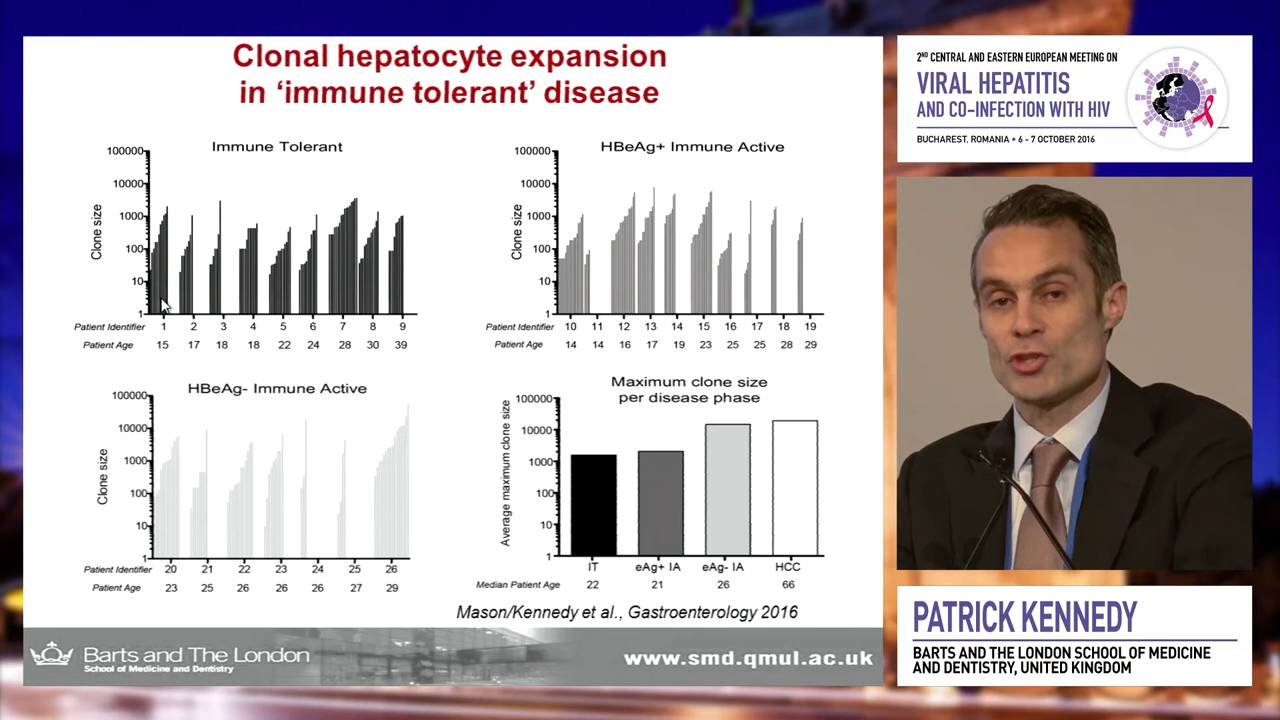 Clonal hepatocyte expansion
in ‘immune tolerant’ disease
Immune Tolerant
Clone size
100000
10000
1000
100
10
1
Patient Identifier 1 2 3 4 5 6 7 8 9
Patient Age 15 17 18 18 22 24 28 30 39
HBeAg+ Immune Active
Clone size
100000
10000
1000
100
10
1
Patient Identifier 10 11 12 13 14 15 16 17 18 19
Patient Age 14 14 16 17 19 23 25 25 28 29
HBeAg- Immune Active
Clone size
100000
10000
1000
100
10
1
Patient Identifier 20 21 22 23 24 25 26
Patient Age 23 25 26 26 26 27 29
Maximum clone size
per disease phase
Average maximum clone size
100000
10000
1000
100
10
1
IT eAg+ IA eAg- IA HCC
Median Patient Age 22 21 26 66
Mason/Kennedy et al., Gastroenterology 2016
Barts and The London
School of Medicine and Dentistry
www.smd.qmul.ac.uk
2ND CENTRAL AND EASTERN EUROPEAN MEETING ON
VIRAL HEPATITIS
AND CO-INFECTION WITH HIV
BUCHAREST, ROMANIA • 6 - 7 OCTOBER 2016
PATRICK KENNEDY
BARTS AND THE LONDON SCHOOL OF MEDICINE
AND DENTISTRY, UNITED KINGDOM